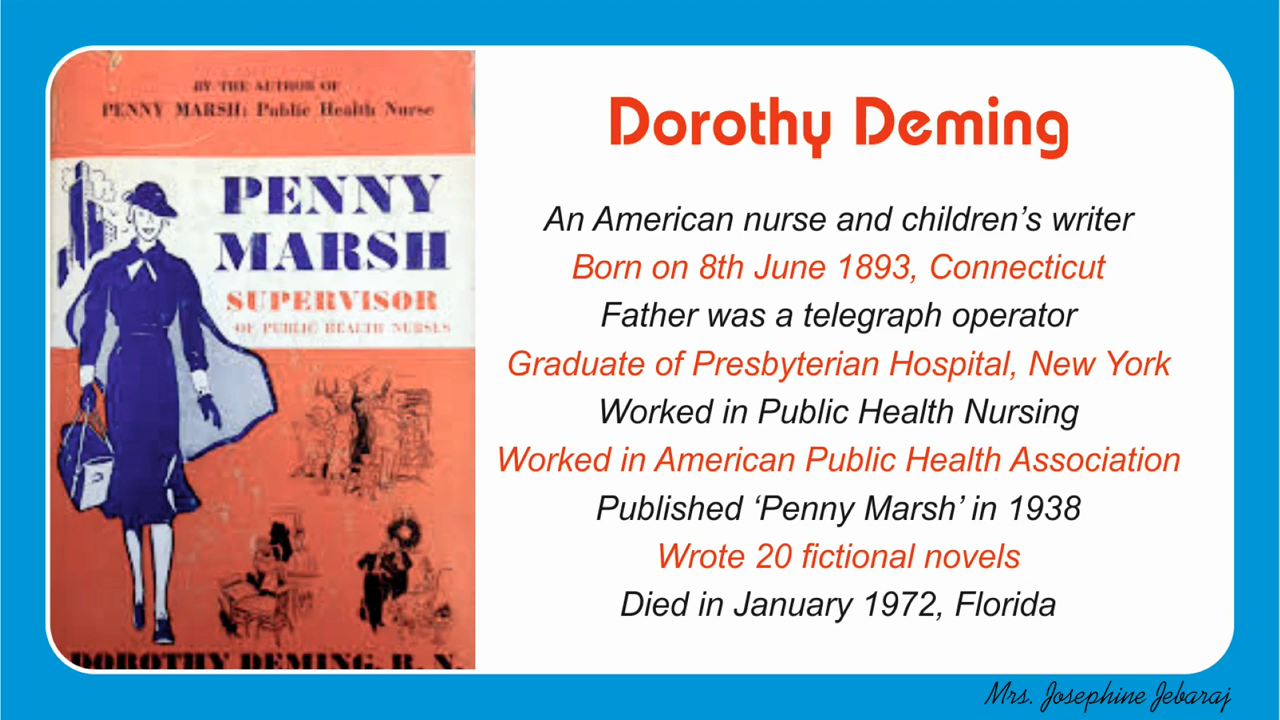 BY THE AUTHOR OF
PENNY MARSH: Public Health Nurse
PENNY
MARSH
SUPERVISOR
OF PUBLIC HEALTH NURSES
DOROTHY DEMING, R. N.
Dorothy Deming
An American nurse and children’s writer
Born on 8th June 1893, Connecticut
Father was a telegraph operator
Graduate of Presbyterian Hospital, New York
Worked in Public Health Nursing
Worked in American Public Health Association
Published ‘Penny Marsh’ in 1938
Wrote 20 fictional novels
Died in January 1972, Florida
Mrs. Josephine Jebaraj